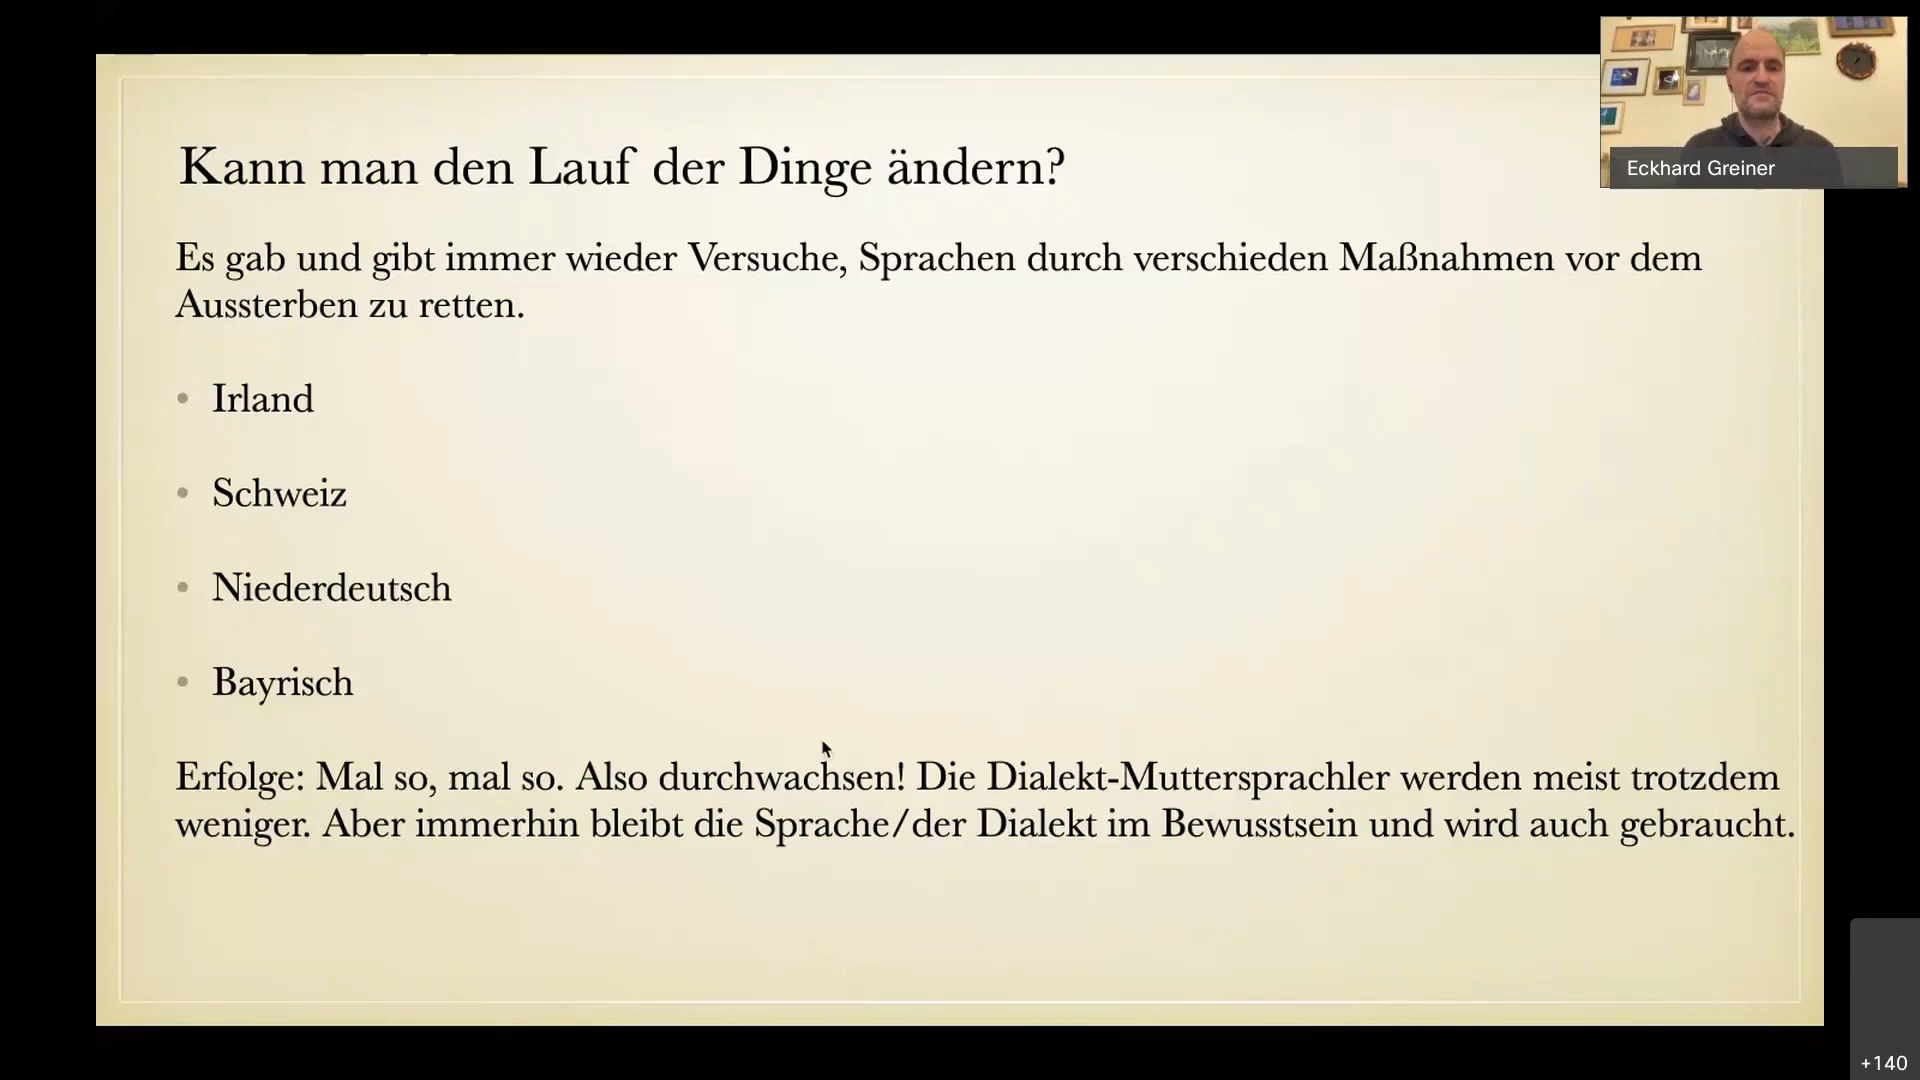 Eckhard Greiner
Kann man den Lauf der Dinge ändern?
Es gab und gibt immer wieder Versuche, Sprachen durch verschieden Maßnahmen vor dem
Aussterben zu retten.
• Irland
• Schweiz
• Niederdeutsch
• Bayrisch
Erfolge: Mal so, mal so. Also durchwachsen! Die Dialekt-Muttersprachler werden meist trotzdem
weniger. Aber immerhin bleibt die Sprache/der Dialekt im Bewusstsein und wird auch gebraucht.
+140